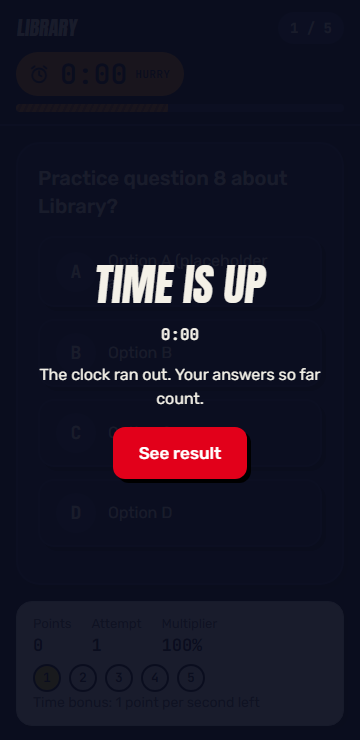 LIBRARY
1 / 5
0:00 HURRY
Practice question 8 about
Library?
A
Option A (placeholder
TIME IS UP
0:00
B Option B
The clock ran out. Your answers so far
count.
C
See result
D Option D
Points Attempt Multiplier
0 1 100%
1 2 3 4 5
Time bonus: 1 point per second left